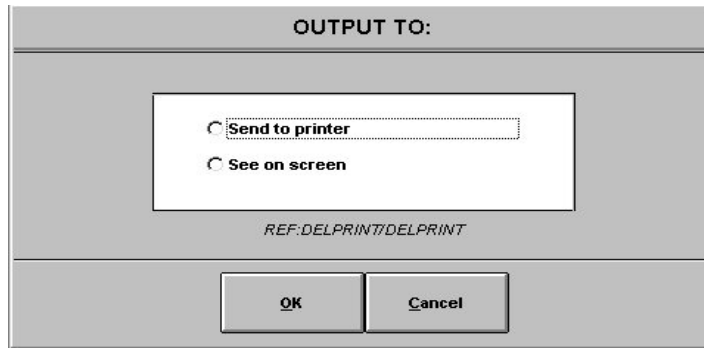 OUTPUT TO:
Send to printer
See on screen
REF:DELPRINT/DELPRINT
OK
Cancel